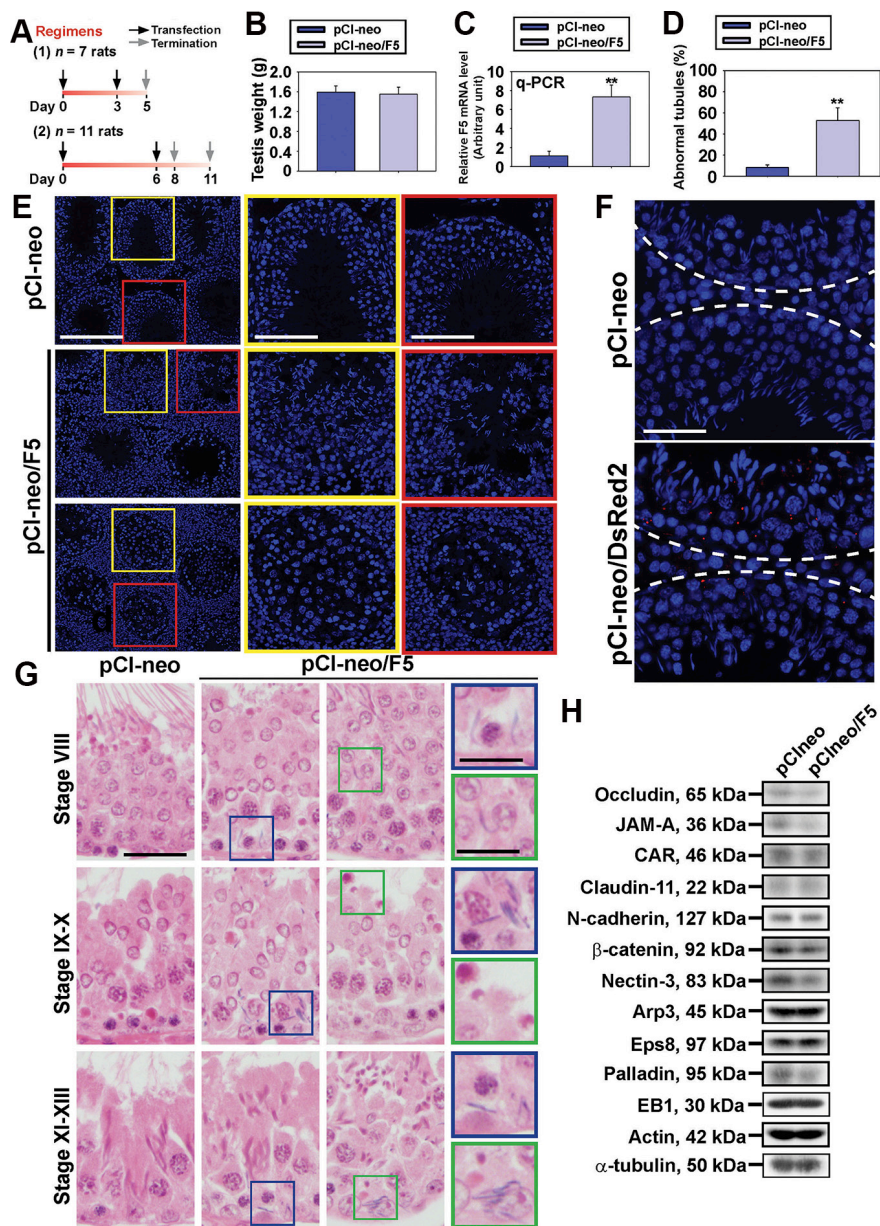 A
Regimens
Transfection
Termination
(1) n = 7 rats
Day 0 3 5
(2) n = 11 rats
Day 0 6 8 11
B
pCI-neo
pCI-neo/F5
Testis weight (g)
2.0
1.6
1.2
0.8
0.4
0
C
pCI-neo
pCI-neo/F5
q-PCR
**
Relative F5 mRNA level
(Arbitrary unit)
10
8
6
4
2
0
D
pCI-neo
pCI-neo/F5
**
Abnormal tubules (%)
100
80
60
40
20
0
E
pCI-neo
pCI-neo/F5
F
pCI-neo
pCI-neo/DsRed2
G
pCI-neo
pCI-neo/F5
Stage VIII
Stage IX-X
Stage XI-XIII
H
pCIneo
pCIneo/F5
Occludin, 65 kDa
JAM-A, 36 kDa
CAR, 46 kDa
Claudin-11, 22 kDa
N-cadherin, 127 kDa
β-catenin, 92 kDa
Nectin-3, 83 kDa
Arp3, 45 kDa
Eps8, 97 kDa
Palladin, 95 kDa
EB1, 30 kDa
Actin, 42 kDa
α-tubulin, 50 kDa